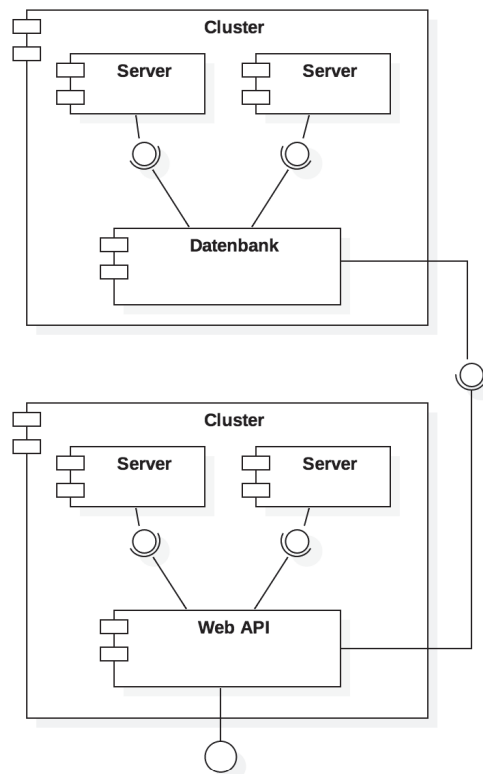 Cluster
Server
Server
Datenbank
Cluster
Server
Server
Web API